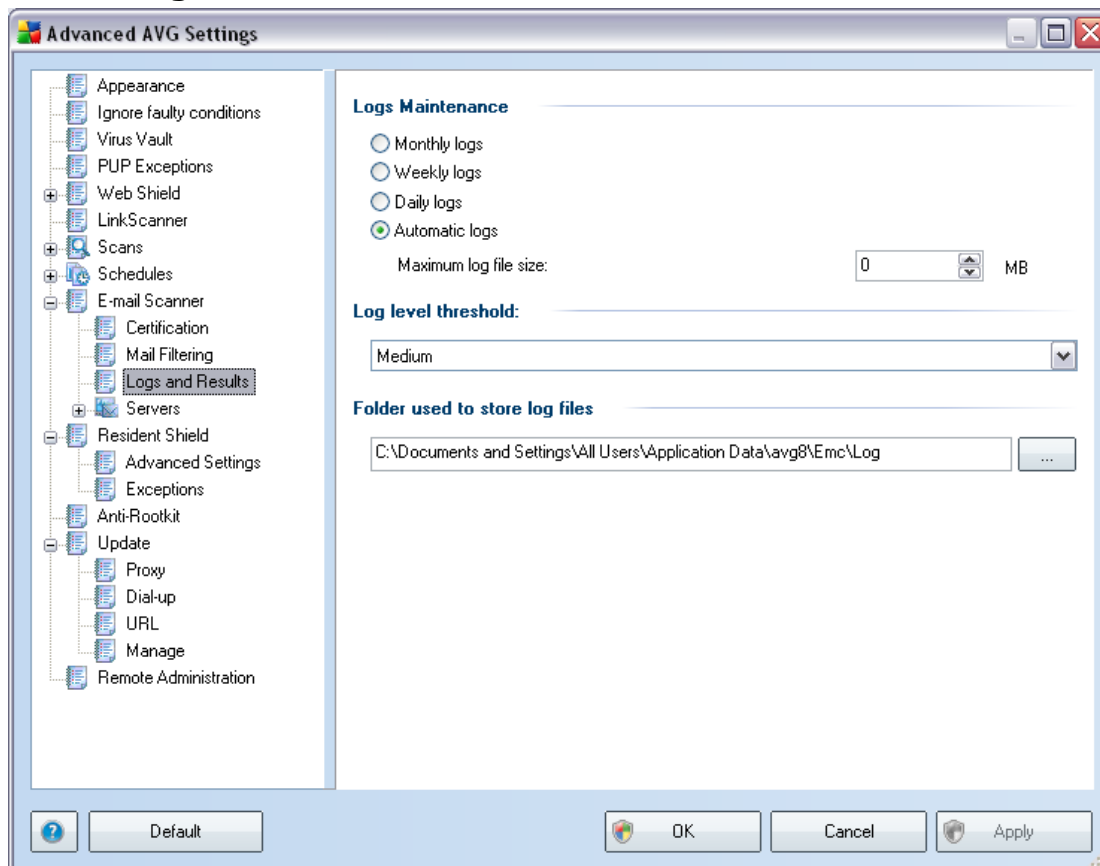 Advanced AVG Settings
Appearance
Ignore faulty conditions
Virus Vault
PUP Exceptions
Web Shield
LinkScanner
Scans
Schedules
E-mail Scanner
Certification
Mail Filtering
Logs and Results
Servers
Resident Shield
Advanced Settings
Exceptions
Anti-Rootkit
Update
Proxy
Dial-up
URL
Manage
Remote Administration
Logs Maintenance
Monthly logs
Weekly logs
Daily logs
Automatic logs
Maximum log file size: 0 MB
Log level threshold:
Medium
Folder used to store log files
C:\Documents and Settings\All Users\Application Data\avg8\Emc\Log
...
Default
OK
Cancel
Apply